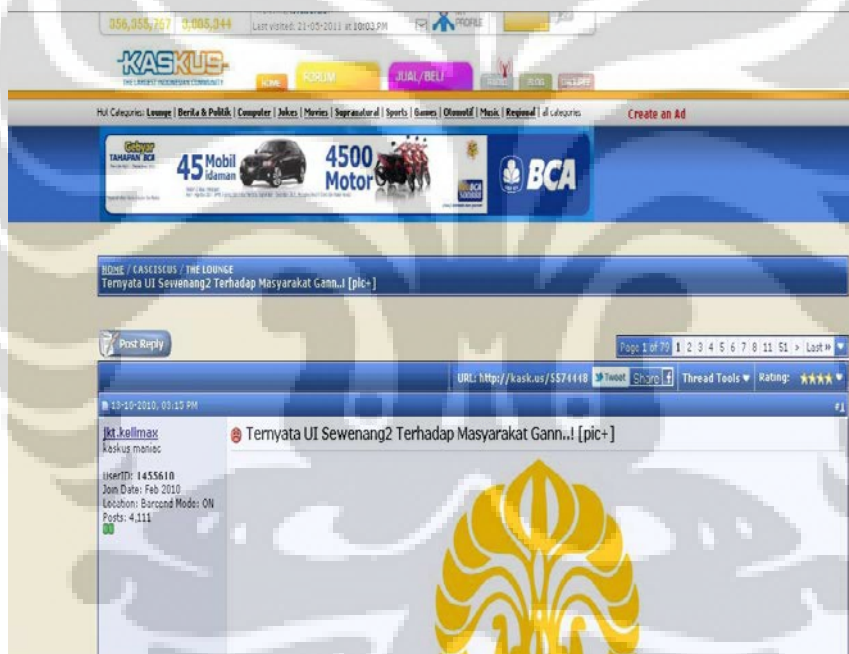 356,355,767 3,005,344 Last visited: 21-05-2011 at 10:03 PM PROFILE
KASKUS
THE LARGEST INDONESIAN COMMUNITY
HOME FORUM JUAL/BELI BLOG
Hot Categories: Lounge | Berita & Politik | Computer | Jokes | Movies | Supranatural | Sports | Games | Otomotif | Music | Regional | all categories
Create an Ad
Gebyar
TAHAPAN BCA
45 Mobil idaman
4500 Motor
BCA
HOME / CASCISCUS / THE LOUNGE
Ternyata UI Sewenang2 Terhadap Masyarakat Gann..! [pic+]
Post Reply
Page 1 of 79 1 2 3 4 5 6 7 8 11 51 > Last »
URL: http://kask.us/5574448 Tweet Share Thread Tools Rating:
13-10-2010, 03:15 PM #1
jkt.kelimax
kaskus maniac
Ternyata UI Sewenang2 Terhadap Masyarakat Gann..! [pic+]
UserID: 1455610
Join Date: Feb 2010
Location: Barcond Mode: ON
Posts: 4,111